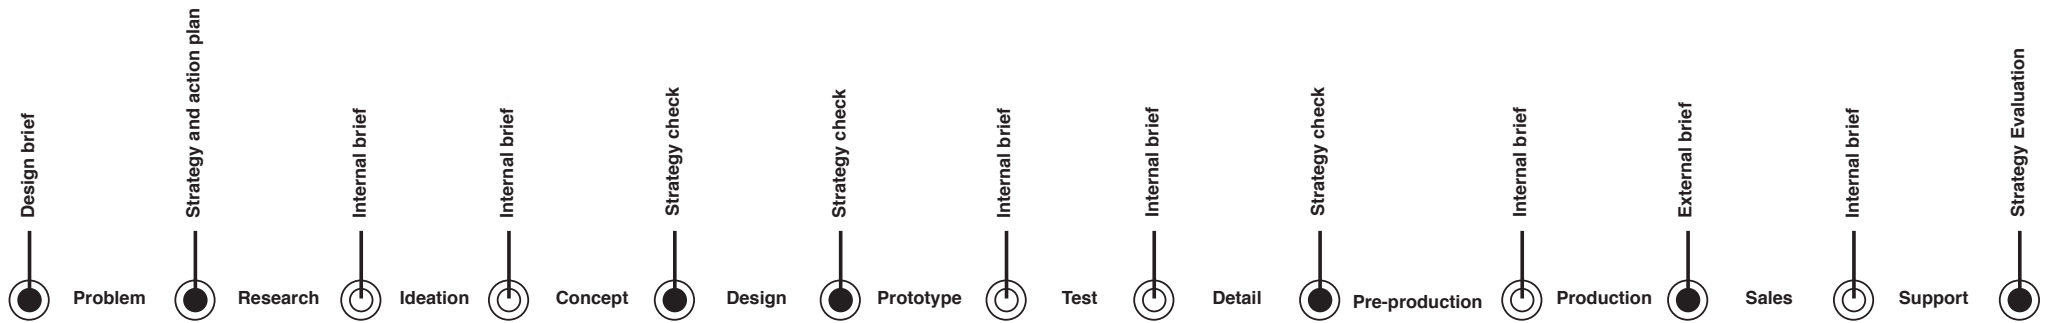 Design brief
Strategy and action plan
Internal brief
Internal brief
Strategy check
Strategy check
Internal brief
Internal brief
Strategy check
Internal brief
External brief
Internal brief
Strategy Evaluation
Problem
Research
Ideation
Concept
Design
Prototype
Test
Detail
Pre-production
Production
Sales
Support